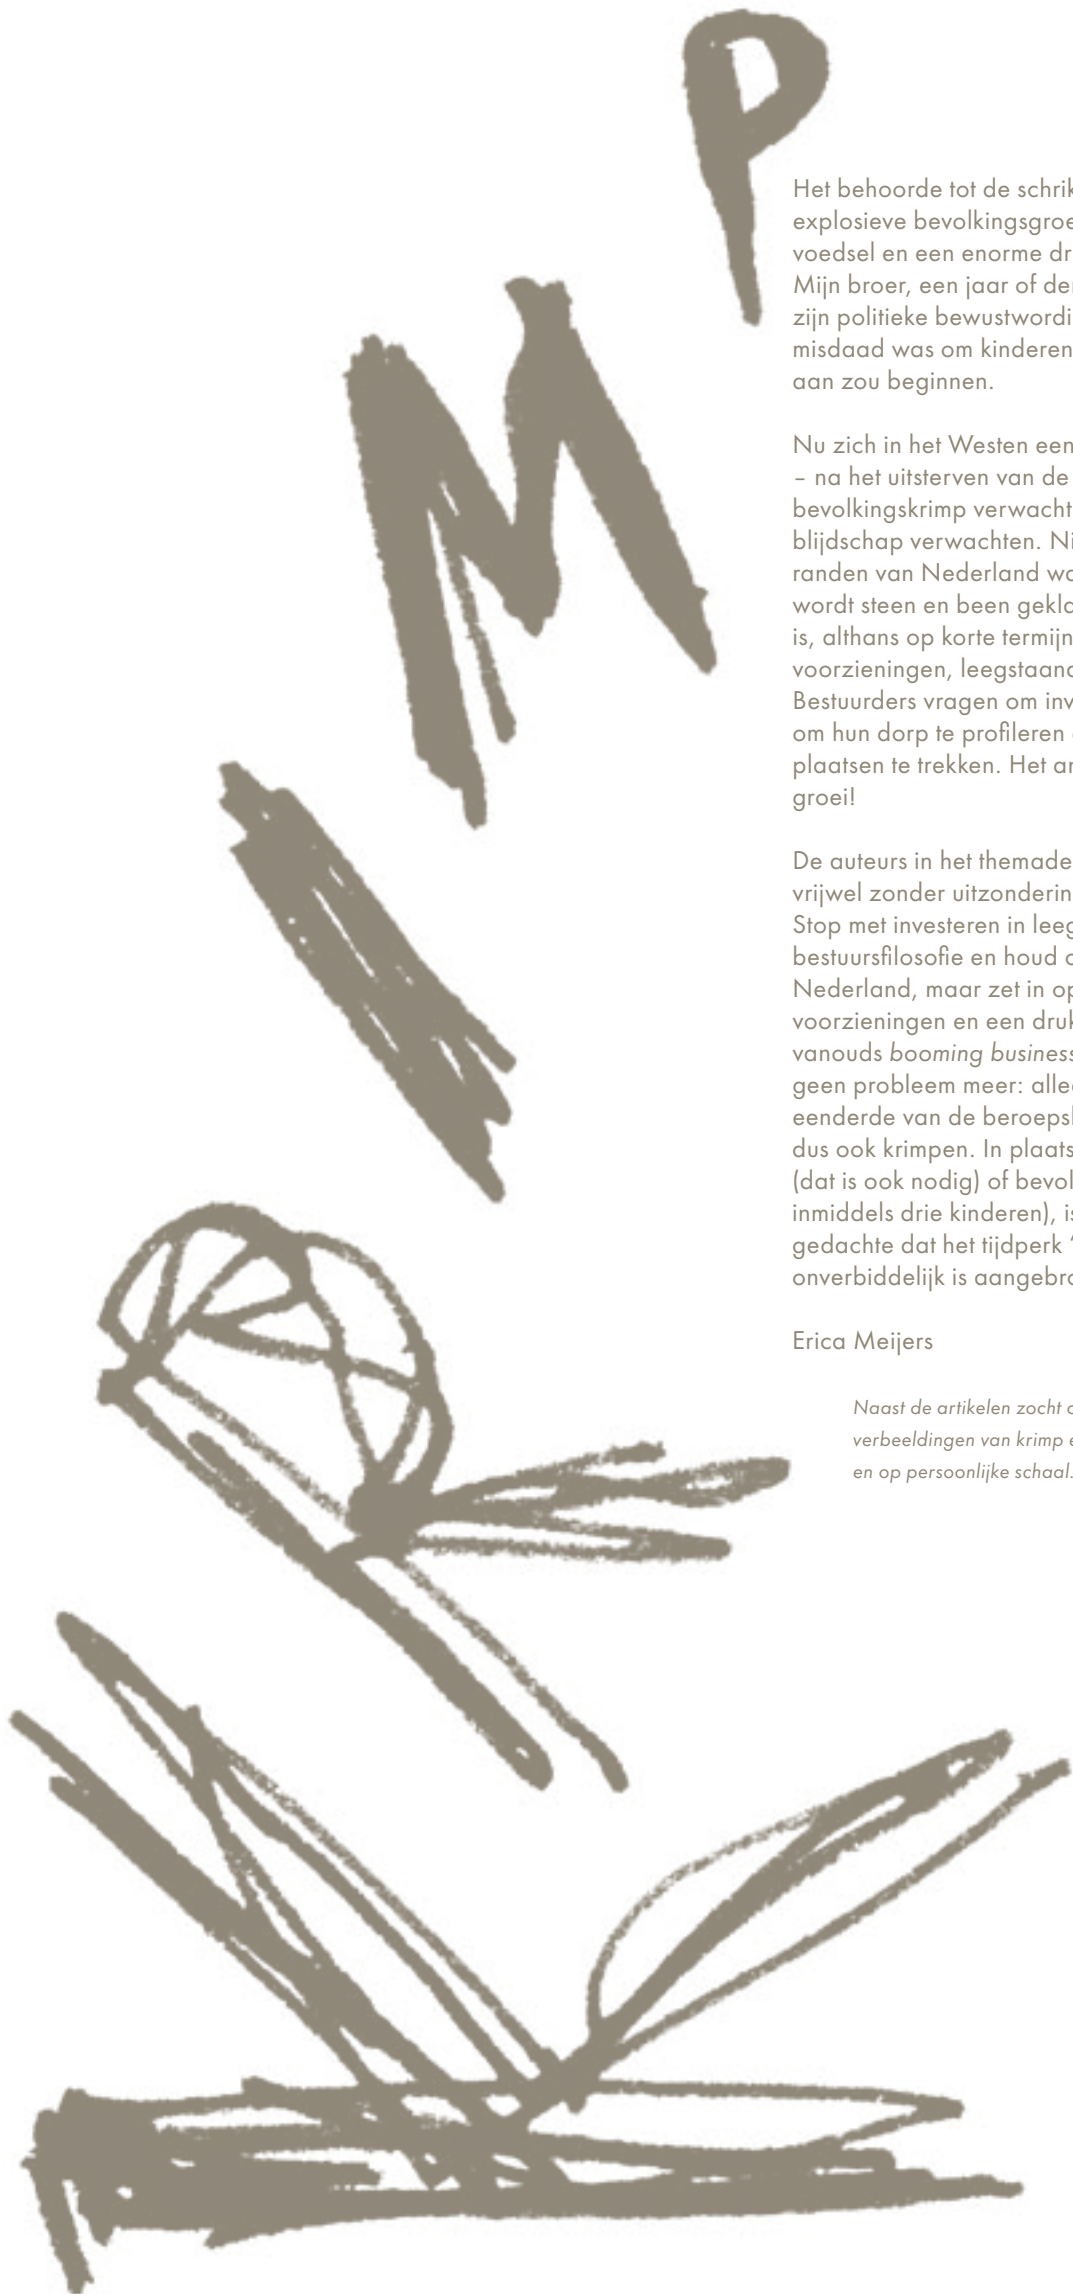 KRIMP
Het behoorde tot de schrik
explosieve bevolkingsgroe
voedsel en een enorme dr
Mijn broer, een jaar of der
zijn politieke bewustwordi
misdaad was om kinderen
aan zou beginnen.
Nu zich in het Westen een
– na het uitsterven van de
bevolkingskrimp verwacht
blijdschap verwachten. Ni
randen van Nederland wo
wordt steen en been gekla
is, althans op korte termijn
voorzieningen, leegstaand
Bestuurders vragen om inv
om hun dorp te profileren
plaatsen te trekken. Het an
groei!
De auteurs in het themade
vrijwel zonder uitzonderin
Stop met investeren in leeg
bestuursfilosofie en houd o
Nederland, maar zet in op
voorzieningen en een druk
vanouds booming business
geen probleem meer: allee
eenderde van de beroepsb
dus ook krimpen. In plaats
(dat is ook nodig) of bevol
inmiddels drie kinderen), is
gedachte dat het tijdperk ‘
onverbiddelijk is aangebro
Erica Meijers
Naast de artikelen zocht d
verbeeldingen van krimp e
en op persoonlijke schaal.